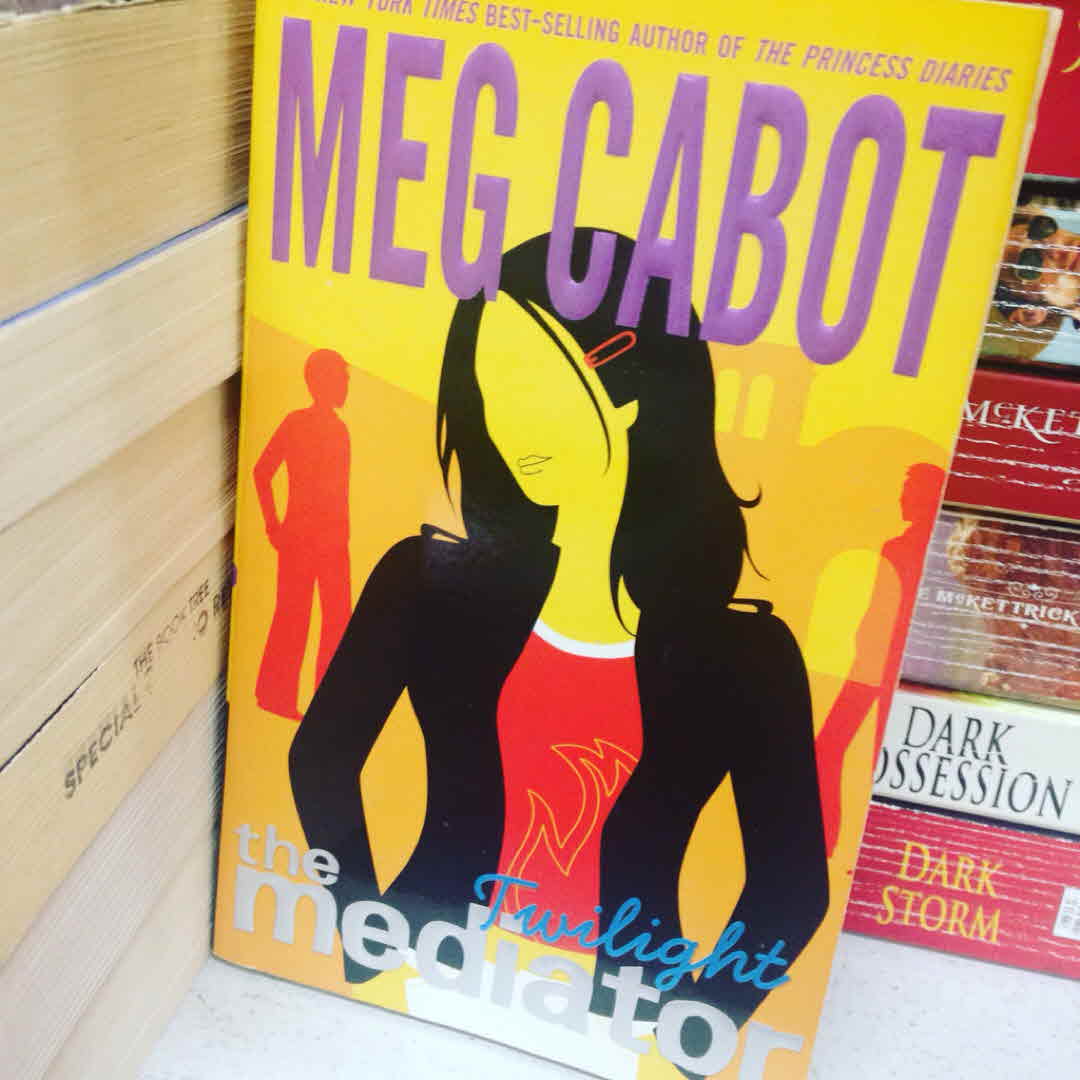 NEW YORK TIMES BEST-SELLING AUTHOR OF THE PRINCESS DIARIES
MEG CABOT
the
mediator
Twilight
SPECIAL
THE BOOK TREE
MCKET
MCKETTRICK
DARK
OSSESSION
DARK
STORM